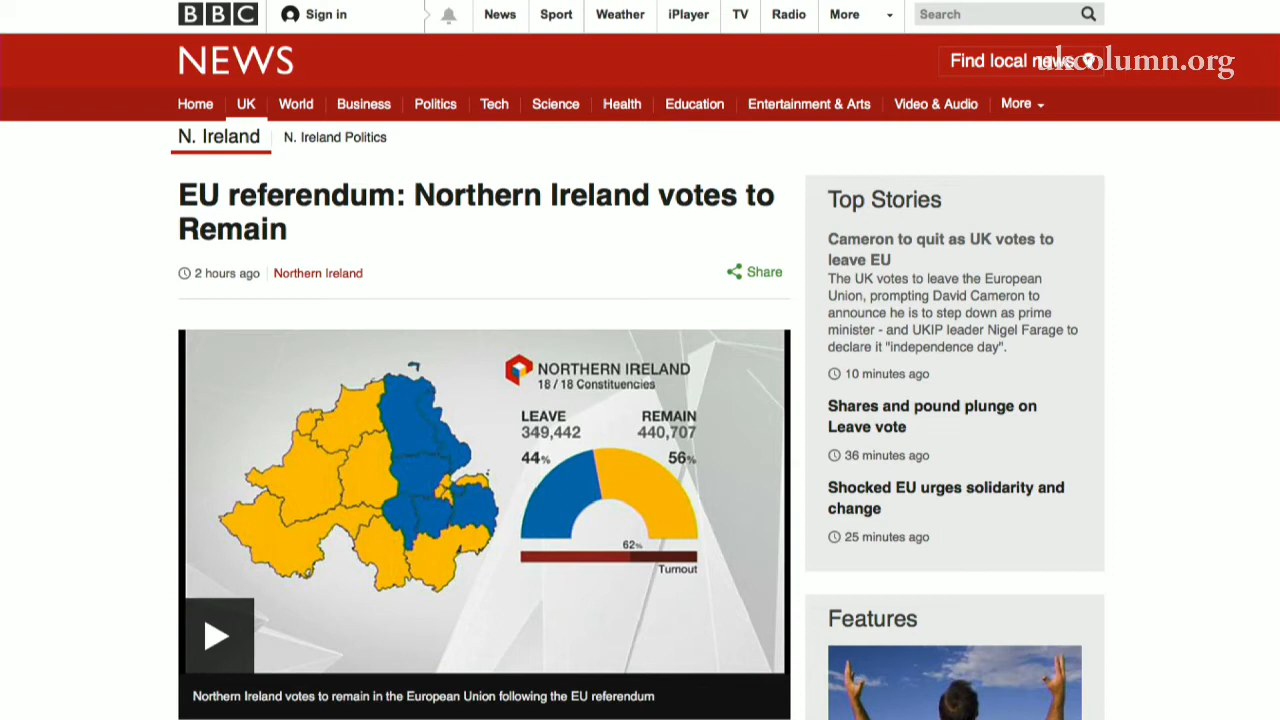 BBC Sign in News Sport Weather iPlayer TV Radio More Search
NEWS
Find local news
ukcolumn.org
Home UK World Business Politics Tech Science Health Education Entertainment & Arts Video & Audio More
N. Ireland N. Ireland Politics
EU referendum: Northern Ireland votes to
Remain
2 hours ago Northern Ireland
Share
NORTHERN IRELAND
18 / 18 Constituencies
LEAVE REMAIN
349,442 440,707
44% 56%
62%
Turnout
Northern Ireland votes to remain in the European Union following the EU referendum
Top Stories
Cameron to quit as UK votes to
leave EU
The UK votes to leave the European
Union, prompting David Cameron to
announce he is to step down as prime
minister - and UKIP leader Nigel Farage to
declare it "independence day".
10 minutes ago
Shares and pound plunge on
Leave vote
36 minutes ago
Shocked EU urges solidarity and
change
25 minutes ago
Features